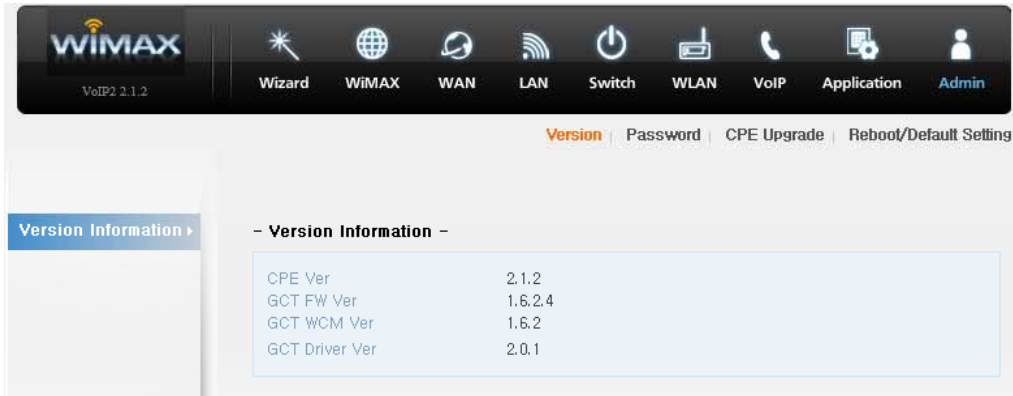 WiMAX
VoIP2 2.1.2
Wizard WiMAX WAN LAN Switch WLAN VoIP Application Admin
Version | Password | CPE Upgrade | Reboot/Default Setting
Version Information
- Version Information -
CPE Ver 2.1.2
GCT FW Ver 1.6.2.4
GCT WCM Ver 1.6.2
GCT Driver Ver 2.0.1